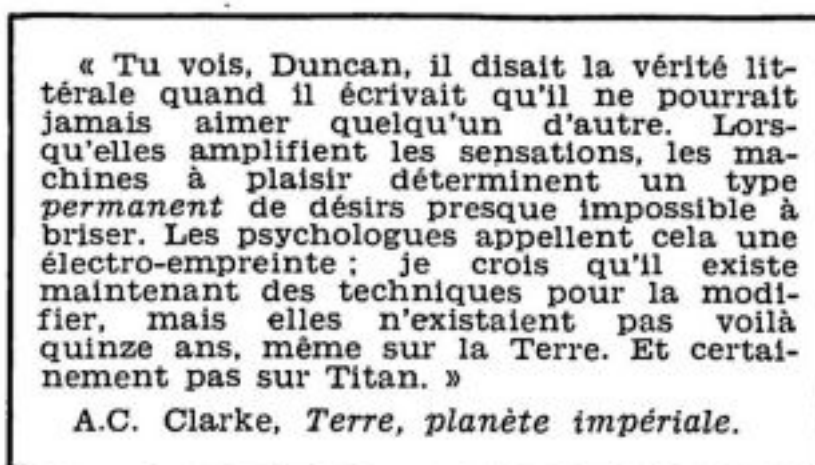 « Tu vois, Duncan, il disait la vérité lit-
térale quand il écrivait qu'il ne pourrait
jamais aimer quelqu'un d'autre. Lors-
qu'elles amplifient les sensations, les ma-
chines à plaisir déterminent un type
permanent de désirs presque impossible à
briser. Les psychologues appellent cela une
électro-empreinte ; je crois qu'il existe
maintenant des techniques pour la modi-
fier, mais elles n'existaient pas voilà
quinze ans, même sur la Terre. Et certai-
nement pas sur Titan. »
A.C. Clarke, Terre, planète impériale.